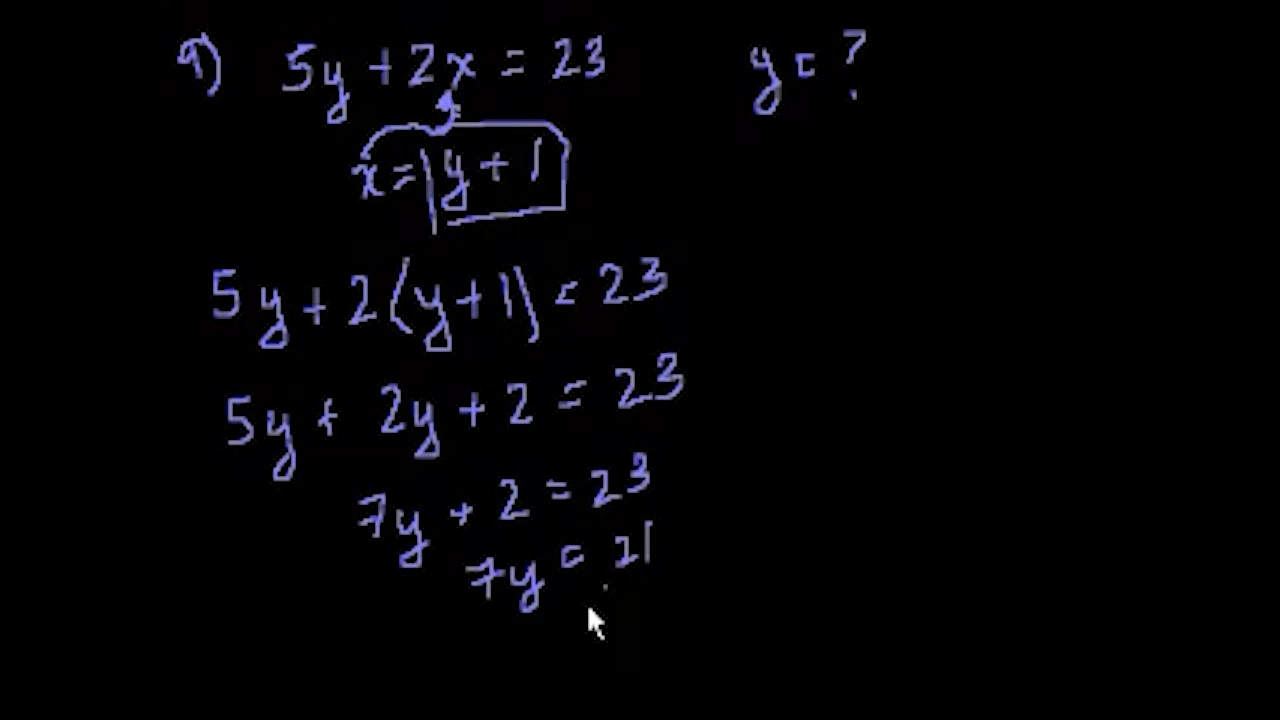 9) 5y + 2x = 23 y = ?
x = y + 1
5y + 2(y + 1) = 23
5y + 2y + 2 = 23
7y + 2 = 23
7y = 21